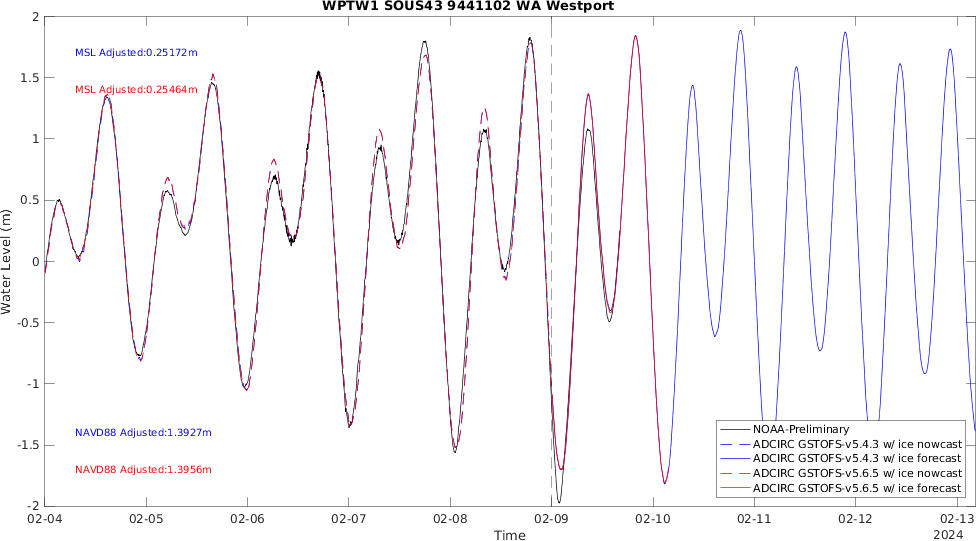 WPTW1 SOUS43 9441102 WA Westport
MSL Adjusted:0.25172m
MSL Adjusted:0.25464m
NAVD88 Adjusted:1.3927m
NAVD88 Adjusted:1.3956m
Water Level (m)
2
1.5
1
0.5
0
-0.5
-1
-1.5
-2
NOAA-Preliminary
ADCIRC GSTOFS-v5.4.3 w/ ice nowcast
ADCIRC GSTOFS-v5.4.3 w/ ice forecast
ADCIRC GSTOFS-v5.6.5 w/ ice nowcast
ADCIRC GSTOFS-v5.6.5 w/ ice forecast
02-04 02-05 02-06 02-07 02-08 02-09 02-10 02-11 02-12 02-13
Time
2024